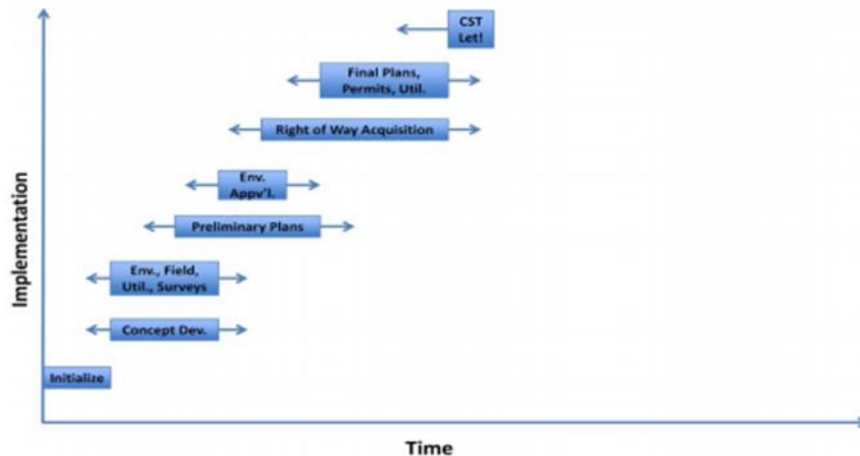 CST
Let!
Final Plans,
Permits, Util.
Right of Way Acquisition
Env.
Appv'l.
Preliminary Plans
Env., Field,
Util., Surveys
Concept Dev.
Initialize
Implementation
Time